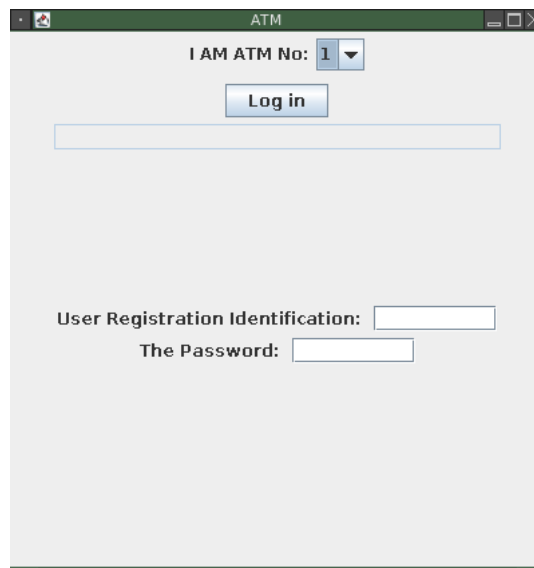 ATM
I AM ATM No: 1
Log in
User Registration Identification:
The Password: